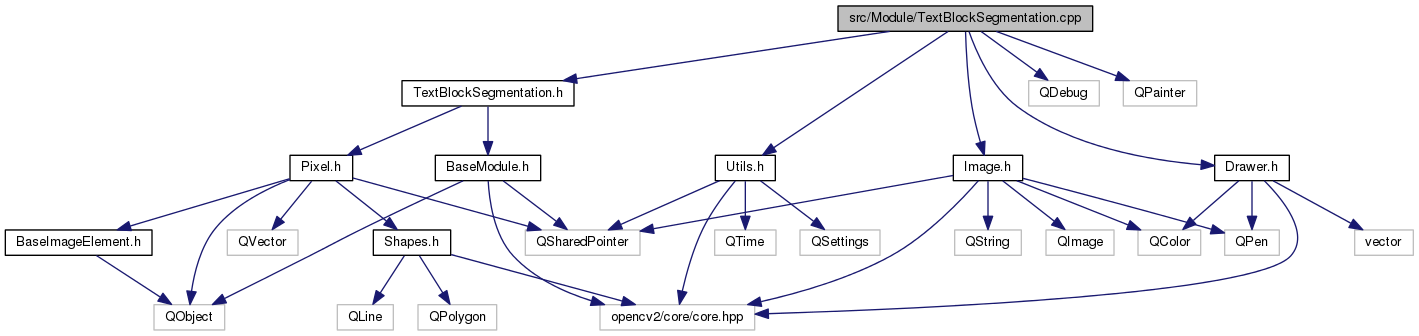 src/Module/TextBlockSegmentation.cpp
TextBlockSegmentation.h
QDebug
QPainter
Pixel.h
BaseModule.h
Utils.h
Image.h
Drawer.h
BaseImageElement.h
QVector
Shapes.h
QSharedPointer
QTime
QSettings
QString
QImage
QColor
QPen
vector
QObject
QLine
QPolygon
opencv2/core/core.hpp